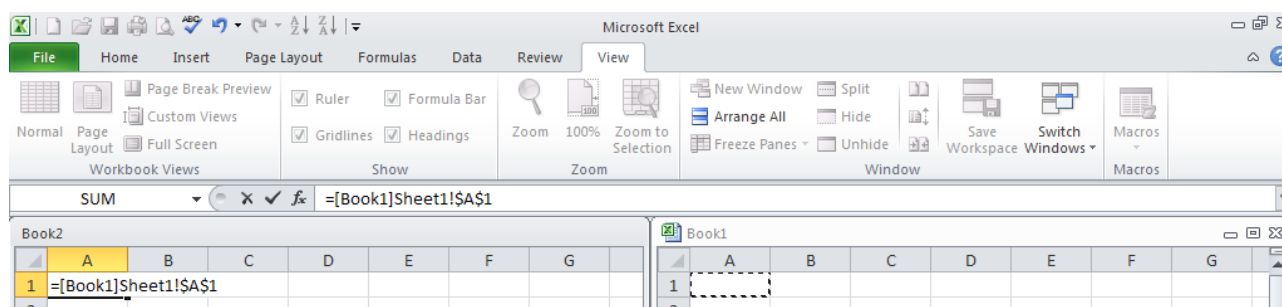 Microsoft Excel
File Home Insert Page Layout Formulas Data Review View
Normal Page Layout Page Break Preview Custom Views Full Screen
Workbook Views
Ruler Formula Bar
Gridlines Headings
Show
Zoom 100% Zoom to Selection
Zoom
New Window Split
Arrange All Hide
Freeze Panes Unhide
Save Workspace Switch Windows
Window
Macros
Macros
SUM fx =[Book1]Sheet1!$A$1
Book2
A B C D E F G
1 =[Book1]Sheet1!$A$1
Book1
A B C D E F G
1